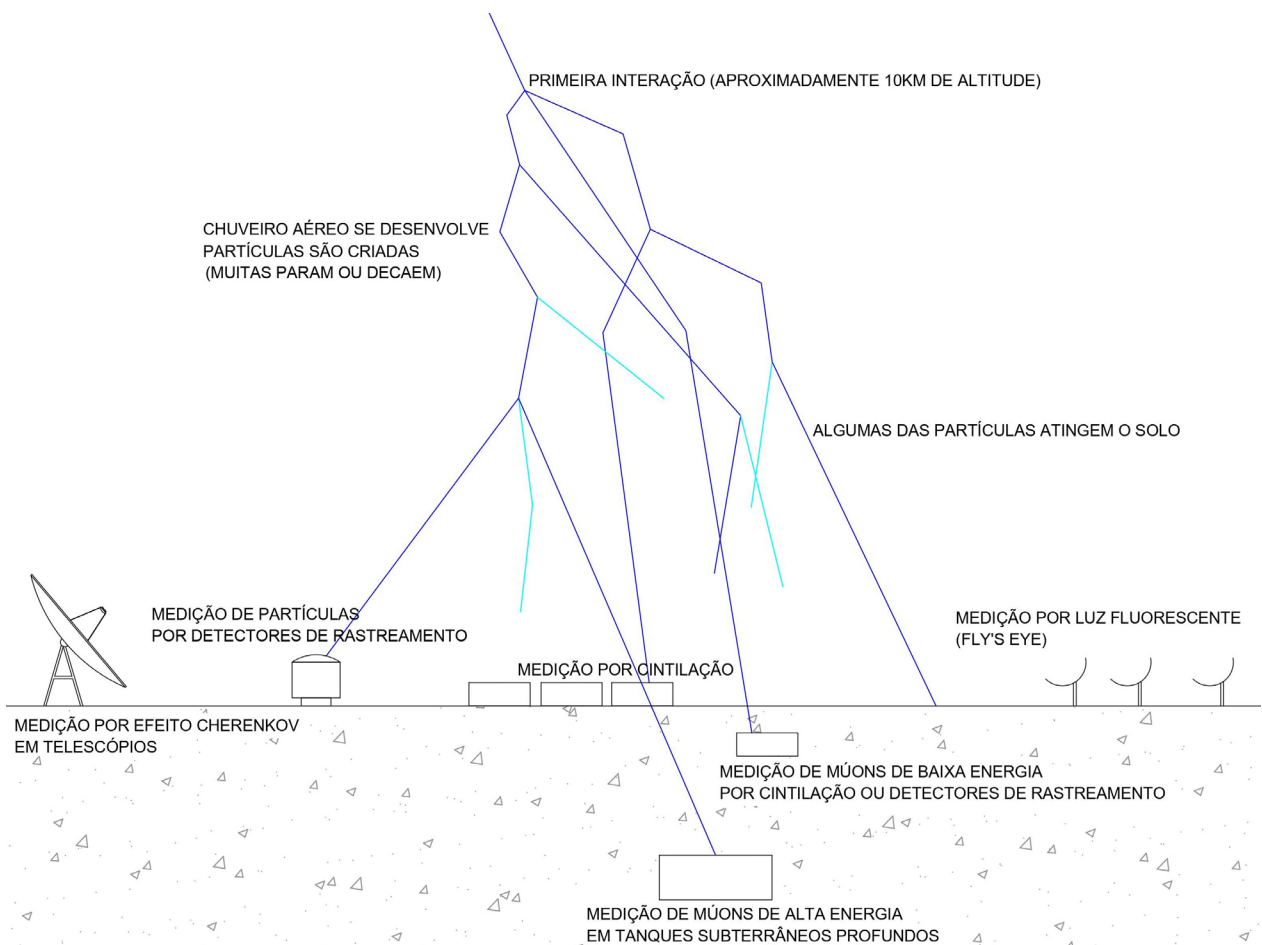 PRIMEIRA INTERAÇÃO (APROXIMADAMENTE 10KM DE ALTITUDE)
CHUVEIRO AÉREO SE DESENVOLVE
PARTÍCULAS SÃO CRIADAS
(MUITAS PARAM OU DECAEM)
ALGUMAS DAS PARTÍCULAS ATINGEM O SOLO
MEDIÇÃO DE PARTÍCULAS
POR DETECTORES DE RASTREAMENTO
MEDIÇÃO POR LUZ FLUORESCENTE
(FLY'S EYE)
MEDIÇÃO POR CINTILAÇÃO
MEDIÇÃO POR EFEITO CHERENKOV
EM TELESCÓPIOS
MEDIÇÃO DE MÚONS DE BAIXA ENERGIA
POR CINTILAÇÃO OU DETECTORES DE RASTREAMENTO
MEDIÇÃO DE MÚONS DE ALTA ENERGIA
EM TANQUES SUBTERRÂNEOS PROFUNDOS